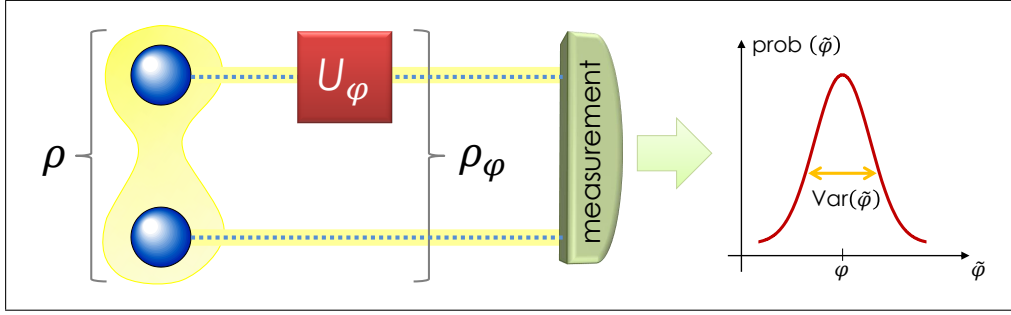 ρ
U_φ
ρ_φ
measurement
prob (φ̃)
Var(φ̃)
φ
φ̃